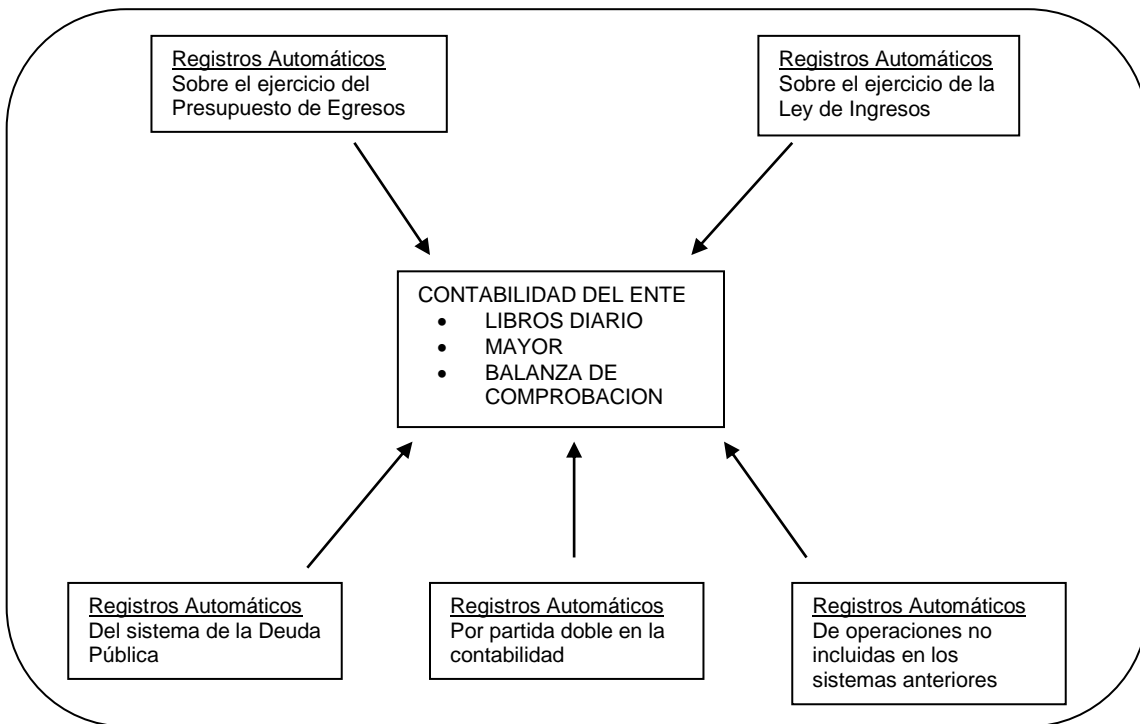 Registros Automáticos
Sobre el ejercicio del
Presupuesto de Egresos
Registros Automáticos
Sobre el ejercicio de la
Ley de Ingresos
CONTABILIDAD DEL ENTE
• LIBROS DIARIO
• MAYOR
• BALANZA DE
COMPROBACION
Registros Automáticos
Del sistema de la Deuda
Pública
Registros Automáticos
Por partida doble en la
contabilidad
Registros Automáticos
De operaciones no
incluidas en los
sistemas anteriores